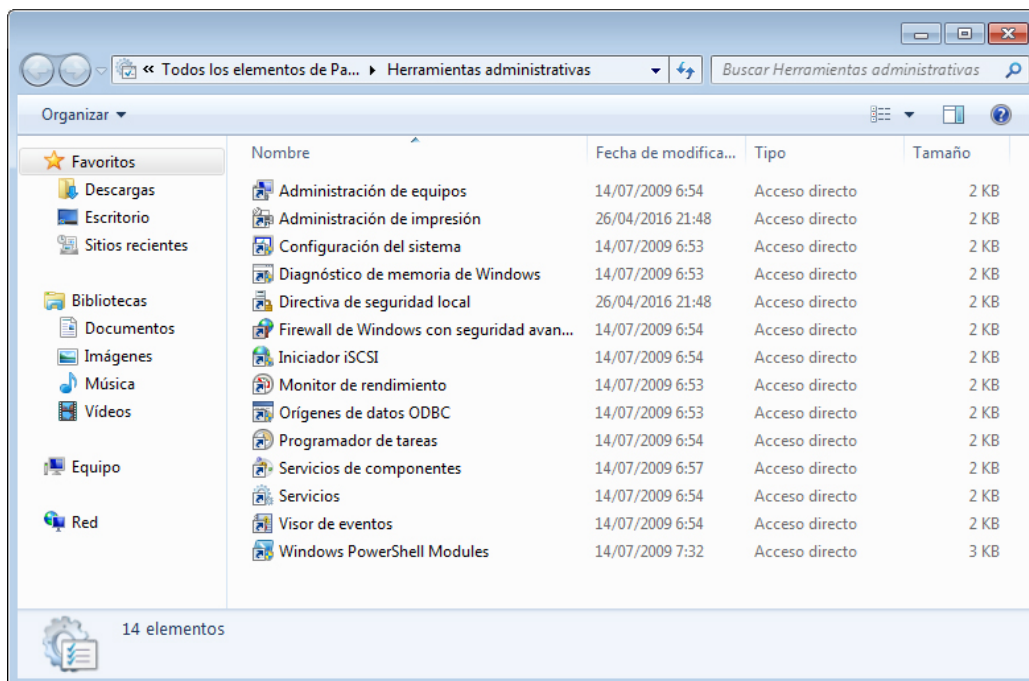 « Todos los elementos de Pa... Herramientas administrativas Buscar Herramientas administrativas
Organizar
Nombre Fecha de modifica... Tipo Tamaño
Favoritos
Descargas
Escritorio
Sitios recientes
Bibliotecas
Documentos
Imágenes
Música
Vídeos
Equipo
Red
Administración de equipos 14/07/2009 6:54 Acceso directo 2 KB
Administración de impresión 26/04/2016 21:48 Acceso directo 2 KB
Configuración del sistema 14/07/2009 6:53 Acceso directo 2 KB
Diagnóstico de memoria de Windows 14/07/2009 6:53 Acceso directo 2 KB
Directiva de seguridad local 26/04/2016 21:48 Acceso directo 2 KB
Firewall de Windows con seguridad avan... 14/07/2009 6:54 Acceso directo 2 KB
Iniciador iSCSI 14/07/2009 6:54 Acceso directo 2 KB
Monitor de rendimiento 14/07/2009 6:53 Acceso directo 2 KB
Orígenes de datos ODBC 14/07/2009 6:53 Acceso directo 2 KB
Programador de tareas 14/07/2009 6:54 Acceso directo 2 KB
Servicios de componentes 14/07/2009 6:57 Acceso directo 2 KB
Servicios 14/07/2009 6:54 Acceso directo 2 KB
Visor de eventos 14/07/2009 6:54 Acceso directo 2 KB
Windows PowerShell Modules 14/07/2009 7:32 Acceso directo 3 KB
14 elementos